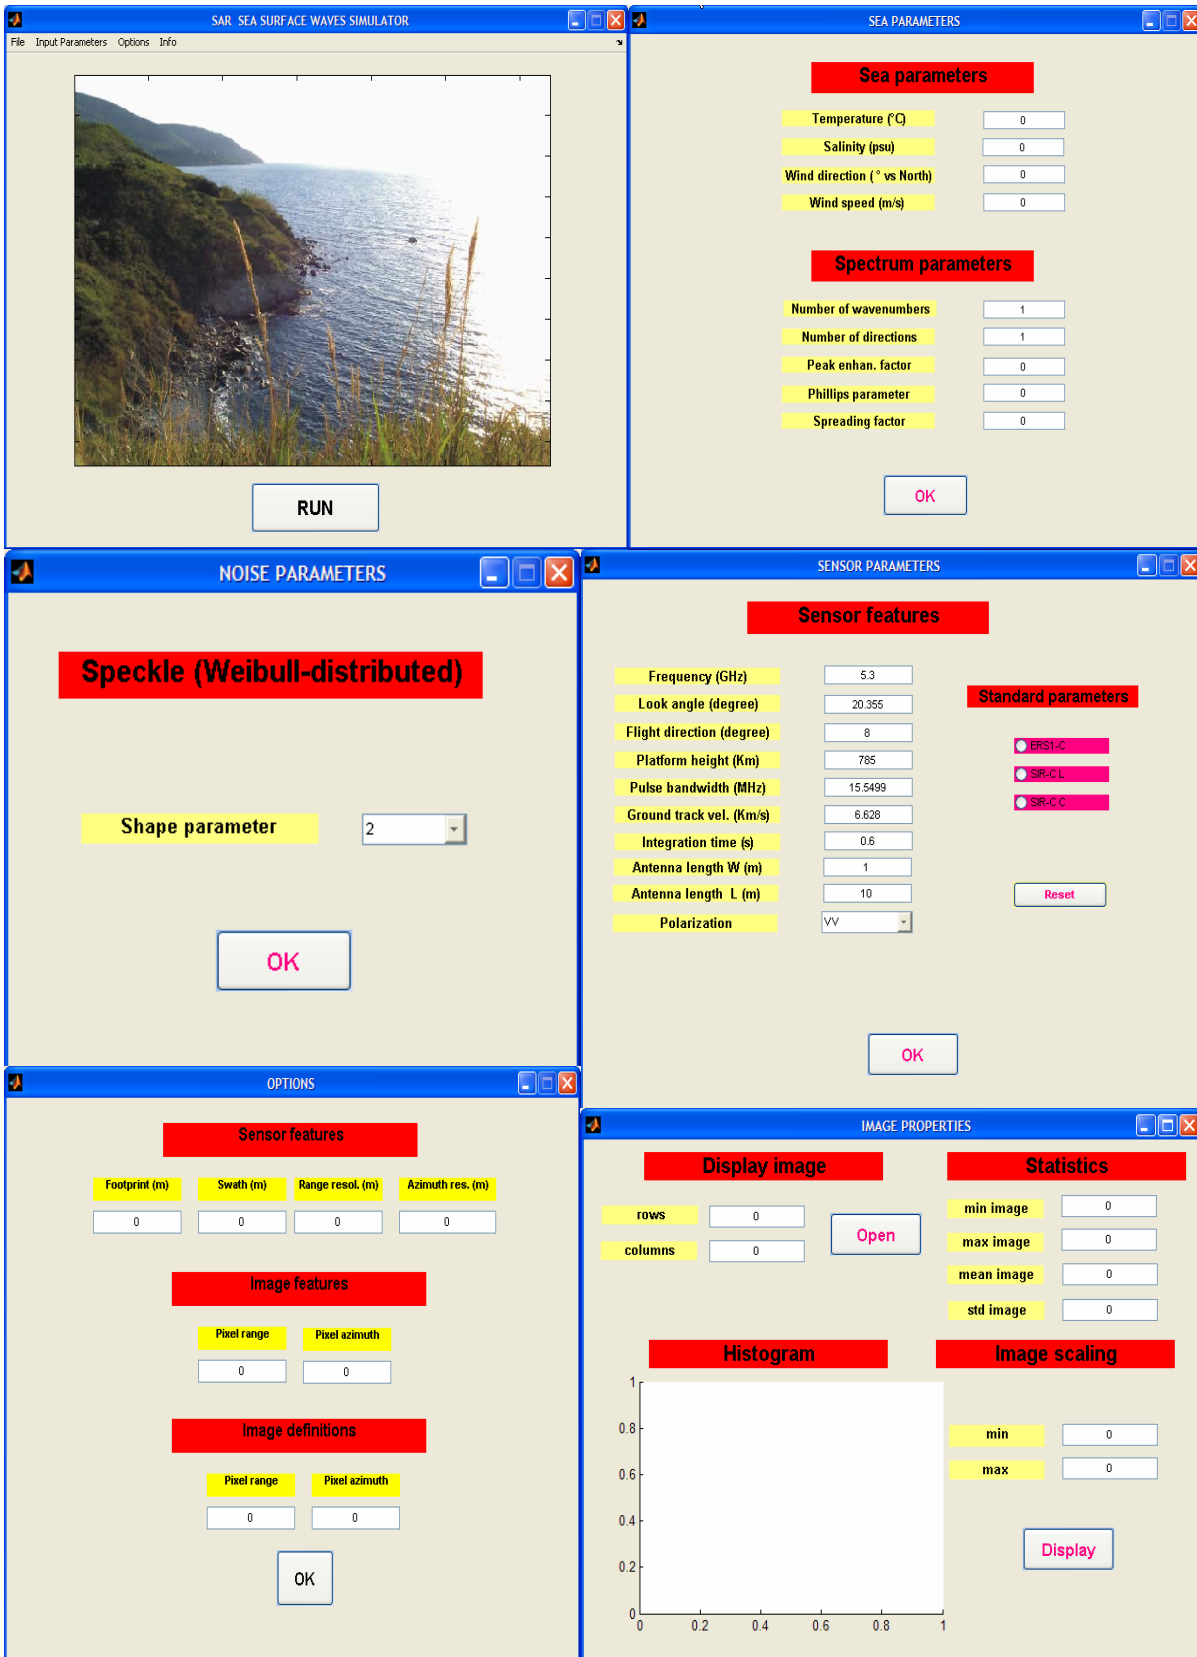 SAR SEA SURFACE WAVES SIMULATOR
File Input Parameters Options Info
RUN
SEA PARAMETERS
Sea parameters
Temperature (°C) 0
Salinity (psu) 0
Wind direction ( ° vs North) 0
Wind speed (m/s) 0
Spectrum parameters
Number of wavenumbers 1
Number of directions 1
Peak enhan. factor 0
Phillips parameter 0
Spreading factor 0
OK
NOISE PARAMETERS
Speckle (Weibull-distributed)
Shape parameter 2
OK
SENSOR PARAMETERS
Sensor features
Frequency (GHz) 5.3
Look angle (degree) 20.355
Flight direction (degree) 8
Platform height (Km) 785
Pulse bandwidth (MHz) 15.5499
Ground track vel. (Km/s) 6.628
Integration time (s) 0.6
Antenna length W (m) 1
Antenna length L (m) 10
Polarization VV
Standard parameters
ERS1-C
SIR-C L
SIR-C C
Reset
OK
OPTIONS
Sensor features
Footprint (m) Swath (m) Range resol. (m) Azimuth res. (m)
0 0 0 0
Image features
Pixel range Pixel azimuth
0 0
Image definitions
Pixel range Pixel azimuth
0 0
OK
IMAGE PROPERTIES
Display image
rows 0
columns 0
Open
Statistics
min image 0
max image 0
mean image 0
std image 0
Histogram
1
0.8
0.6
0.4
0.2
0
0 0.2 0.4 0.6 0.8 1
Image scaling
min 0
max 0
Display